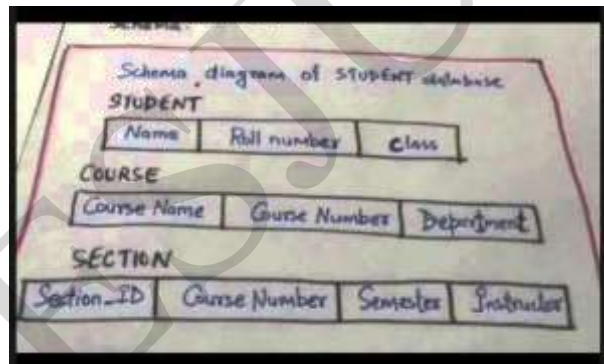 Schema.
Schema diagram of STUDENT database
STUDENT
Name Roll number Class
COURSE
Course Name Course Number Department
SECTION
Section_ID Course Number Semester Instructor